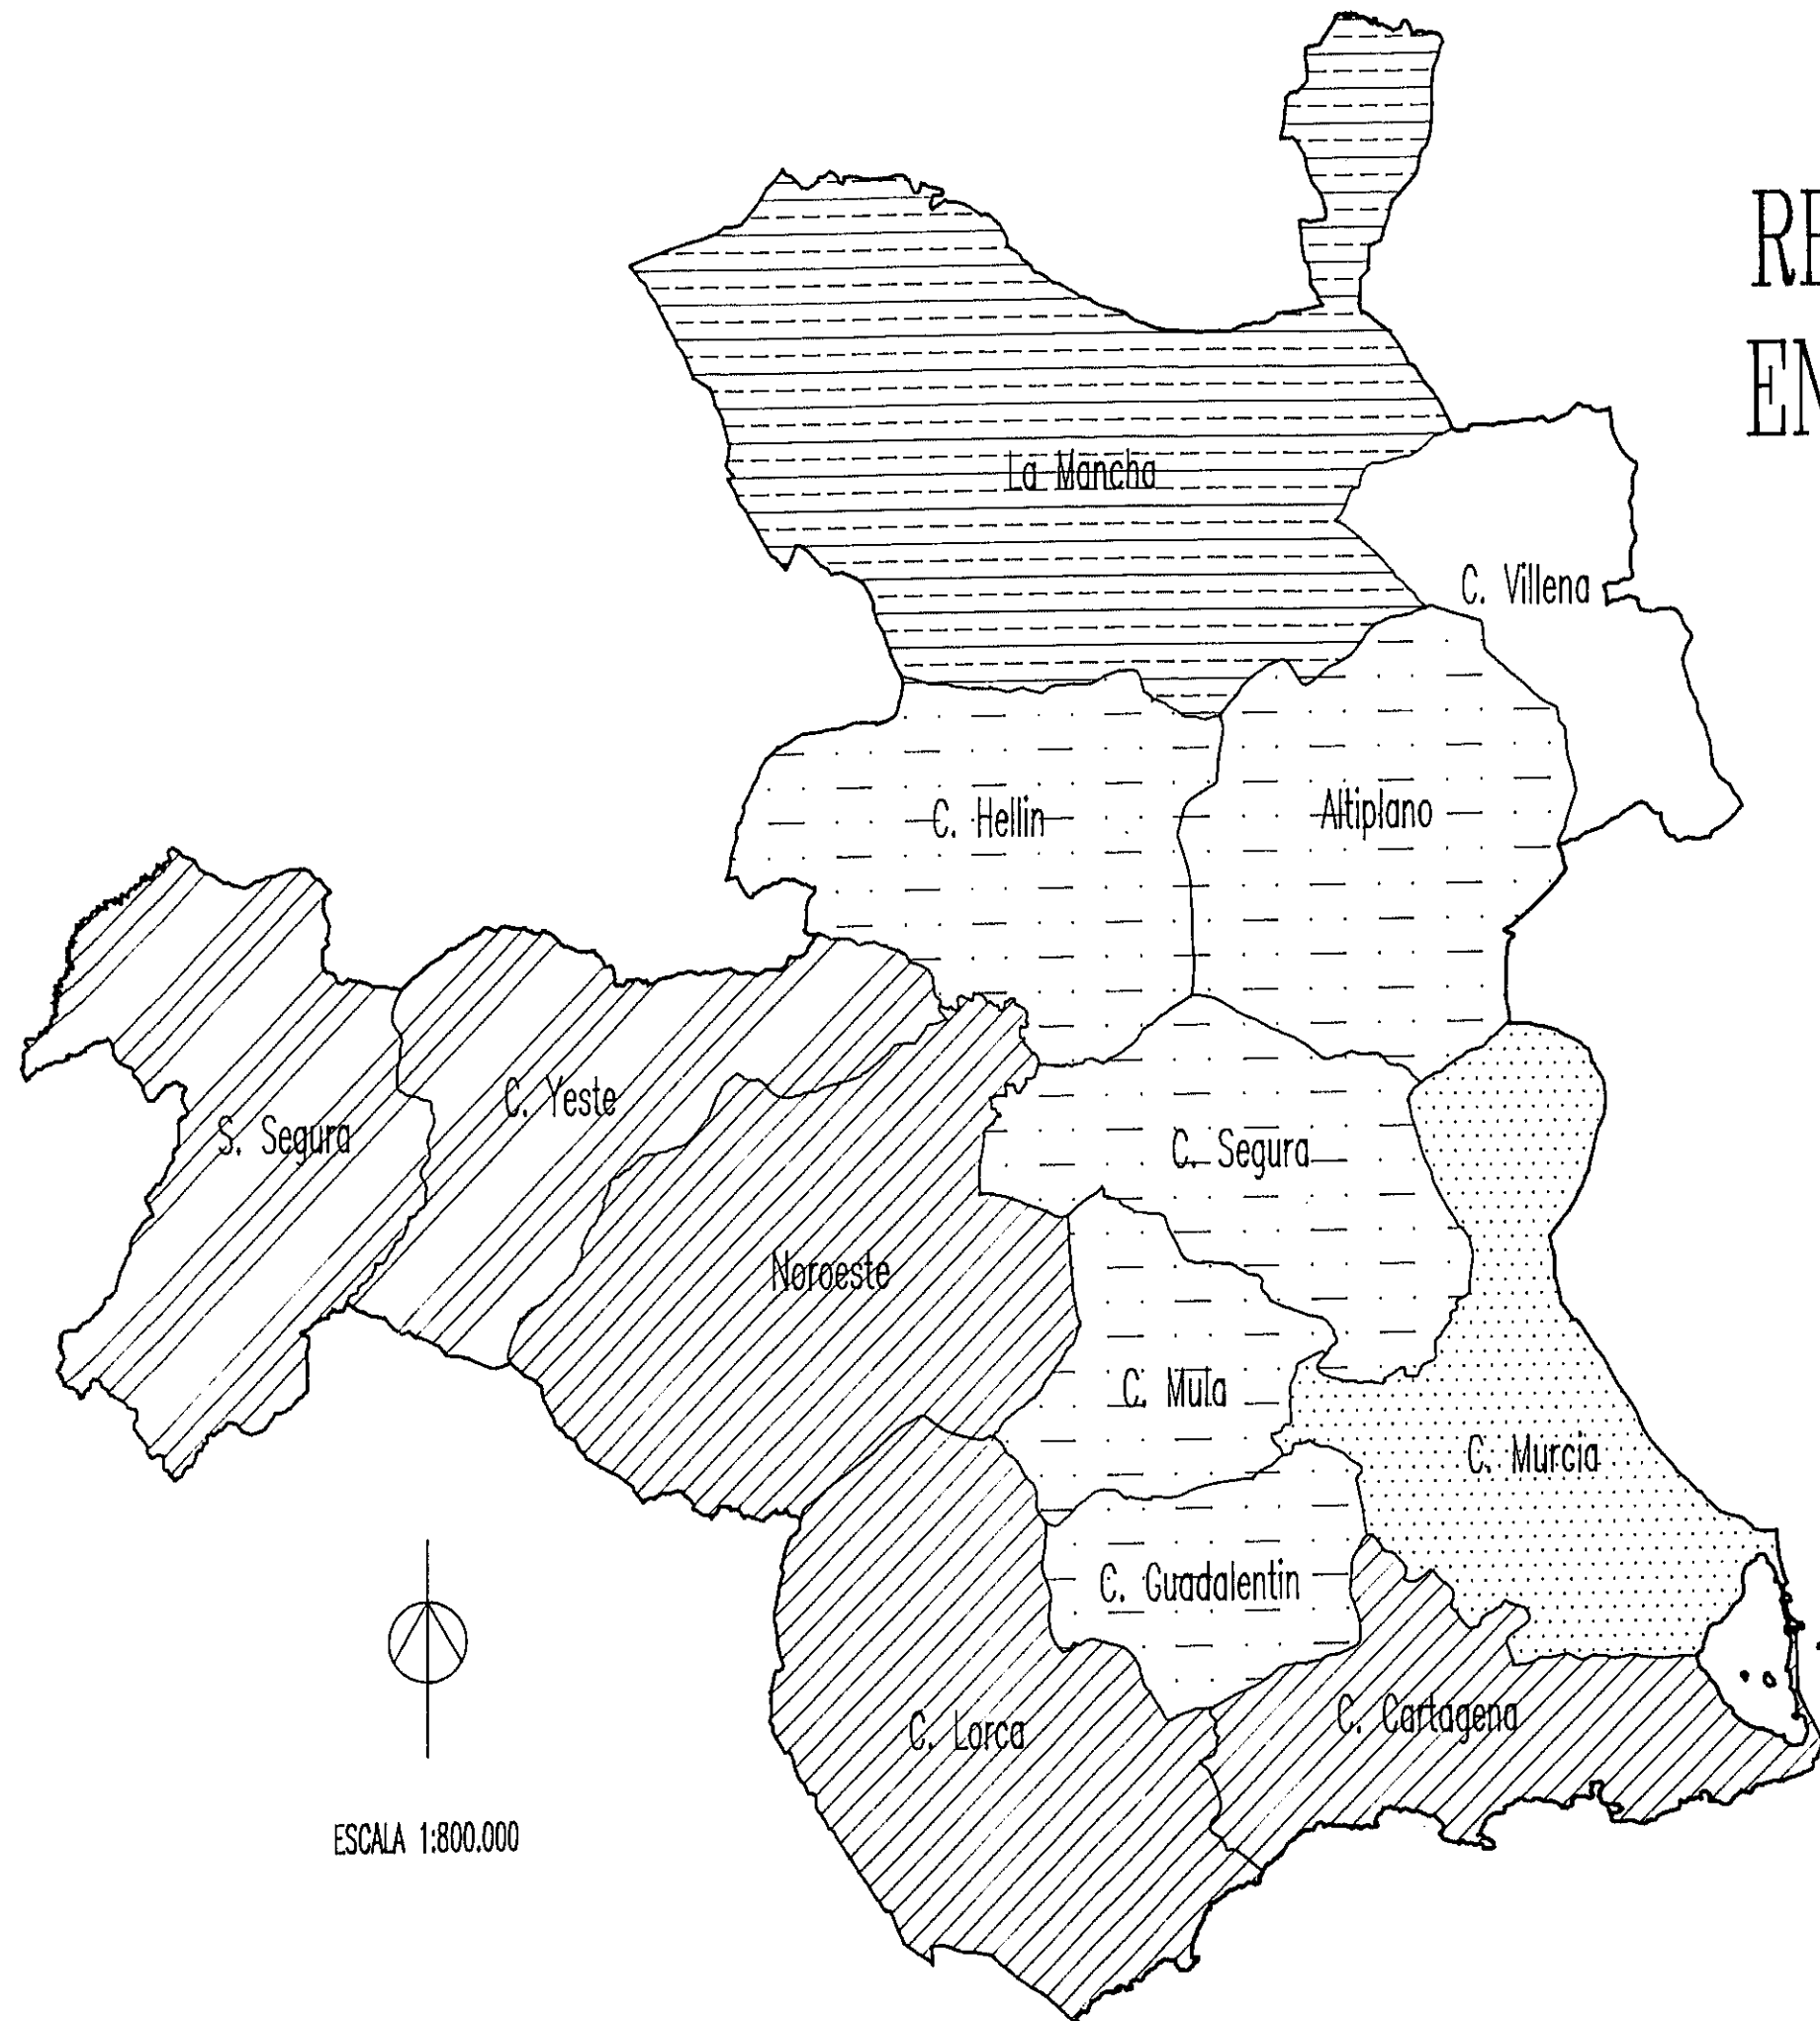 RE
EN
La Mancha
C. Villena
C. Hellin
Altiplano
C. Yeste
S. Segura
C. Segura
Noroeste
C. Mula
C. Murcia
C. Guadalentin
C. Cartagena
C. Lorca
ESCALA 1:800.000